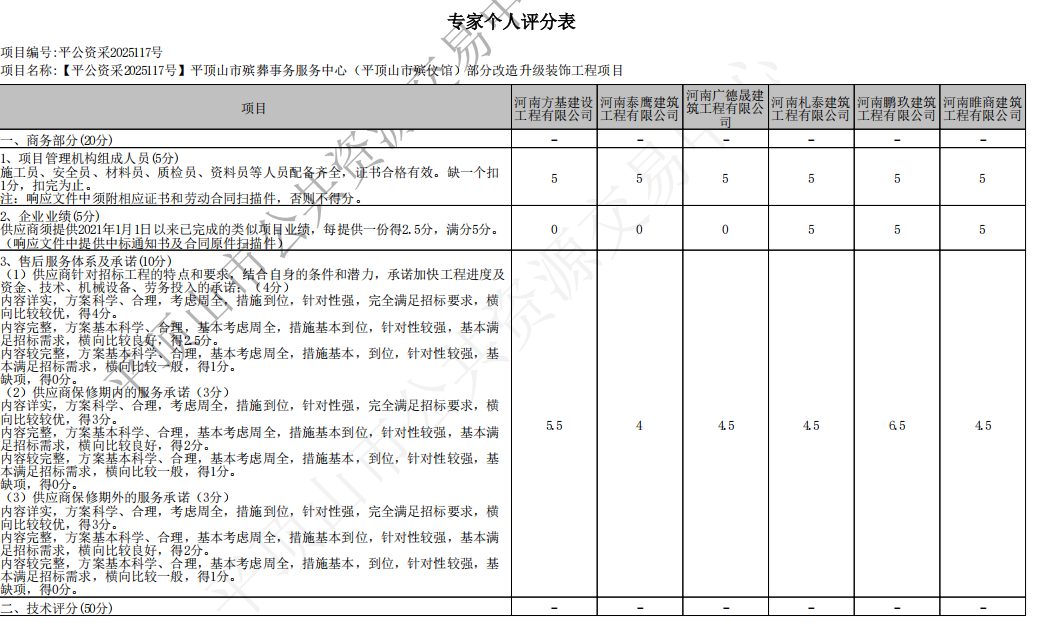 专家个人评分表
项目编号:平公资采2025117号
项目名称:【平公资采2025117号】平顶山市殡葬事务服务中心（平顶山市殡仪馆）部分改造升级装饰工程项目
项目
河南方基建设工程有限公司
河南泰鹰建筑工程有限公司
河南广德晟建筑工程有限公司
河南札泰建筑工程有限公司
河南鹏玖建筑工程有限公司
河南睢商建筑工程有限公司
一、商务部分(20分) – – – – – –
1、项目管理机构组成人员(5分)
施工员、安全员、材料员、质检员、资料员等人员配备齐全，证书合格有效。缺一个扣
1分，扣完为止。
注：响应文件中须附相应证书和劳动合同扫描件，否则不得分。
5 5 5 5 5 5
2、企业业绩(5分)
供应商须提供2021年1月1日以来已完成的类似项目业绩，每提供一份得2.5分，满分5分。
（响应文件中提供中标通知书及合同原件扫描件）
0 0 0 5 5 5
3、售后服务体系及承诺(10分)
（1）供应商针对招标工程的特点和要求，结合自身的条件和潜力，承诺加快工程进度及
资金、技术、机械设备、劳务投入的承诺：（4分）
内容详实，方案科学、合理，考虑周全，措施到位，针对性强，完全满足招标要求，横
向比较较优，得4分。
内容完整，方案基本科学、合理，基本考虑周全，措施基本到位，针对性较强，基本满
足招标需求，横向比较良好，得2.5分。
内容较完整，方案基本科学、合理，基本考虑周全，措施基本，到位，针对性较强，基
本满足招标需求，横向比较一般，得1分。
缺项，得0分。
（2）供应商保修期内的服务承诺（3分）
内容详实，方案科学、合理，考虑周全，措施到位，针对性强，完全满足招标要求，横
向比较较优，得3分。
内容完整，方案基本科学、合理，基本考虑周全，措施基本到位，针对性较强，基本满
足招标需求，横向比较良好，得2分。
内容较完整，方案基本科学、合理，基本考虑周全，措施基本，到位，针对性较强，基
本满足招标需求，横向比较一般，得1分。
缺项，得0分。
（3）供应商保修期外的服务承诺（3分）
内容详实，方案科学、合理，考虑周全，措施到位，针对性强，完全满足招标要求，横
向比较较优，得3分。
内容完整，方案基本科学、合理，基本考虑周全，措施基本到位，针对性较强，基本满
足招标需求，横向比较良好，得2分。
内容较完整，方案基本科学、合理，基本考虑周全，措施基本，到位，针对性较强，基
本满足招标需求，横向比较一般，得1分。
缺项，得0分。
5.5 4 4.5 4.5 6.5 4.5
二、技术评分(50分) – – – – – –
平顶山市公共资源交易中
平顶山市公共资源交易中心